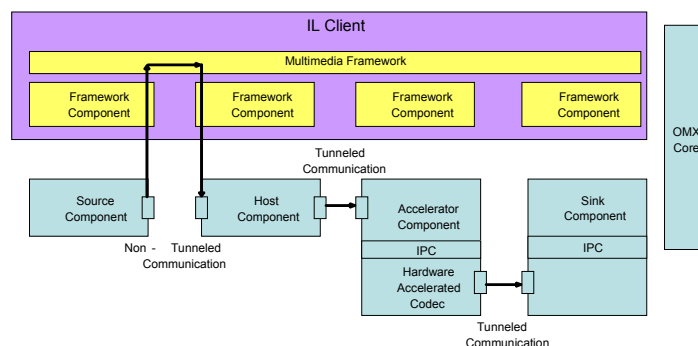 IL Client
Multimedia Framework
Framework
Component
Framework
Component
Framework
Component
Framework
Component
OMX
Core
Tunneled
Communication
Source
Component
Host
Component
Accelerator
Component
Sink
Component
Non - Tunneled
Communication
IPC
IPC
Hardware
Accelerated
Codec
Tunneled
Communication